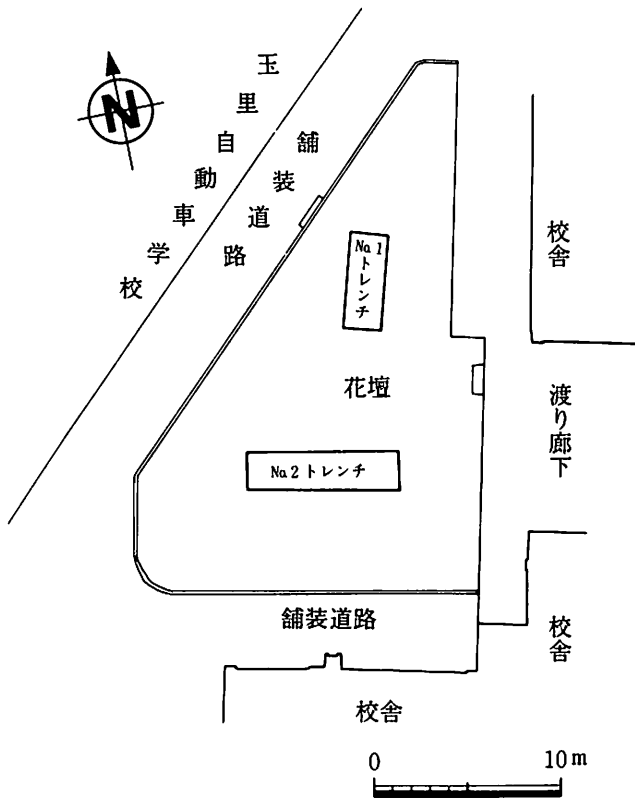 N
玉里自動車学校
舗装道路
No.1
トレンチ
校舎
花壇
渡り廊下
No.2トレンチ
舗装道路
校舎
校舎
0 10m